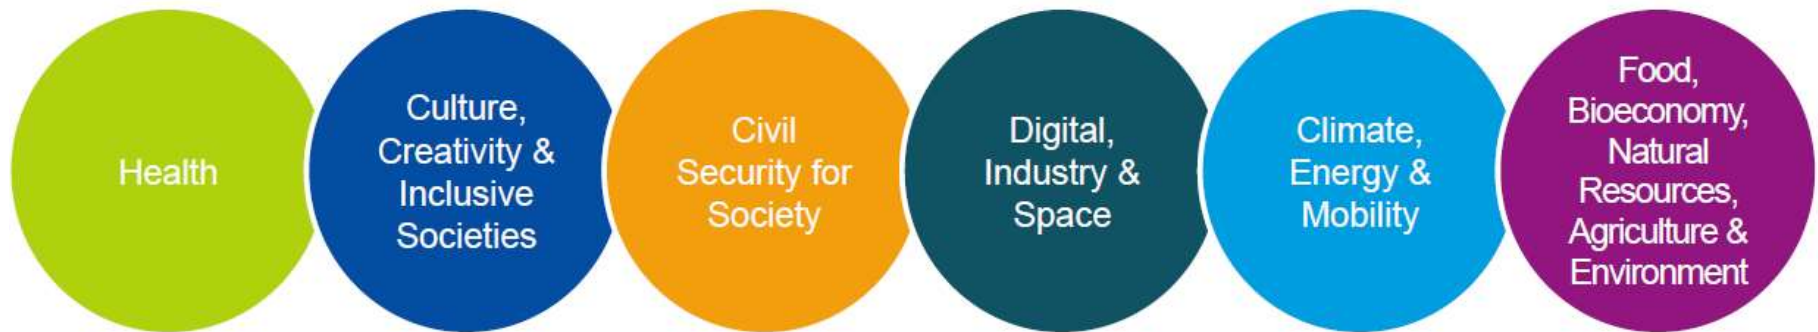 Health
Culture,
Creativity &
Inclusive
Societies
Civil
Security for
Society
Digital,
Industry &
Space
Climate,
Energy &
Mobility
Food,
Bioeconomy,
Natural
Resources,
Agriculture &
Environment